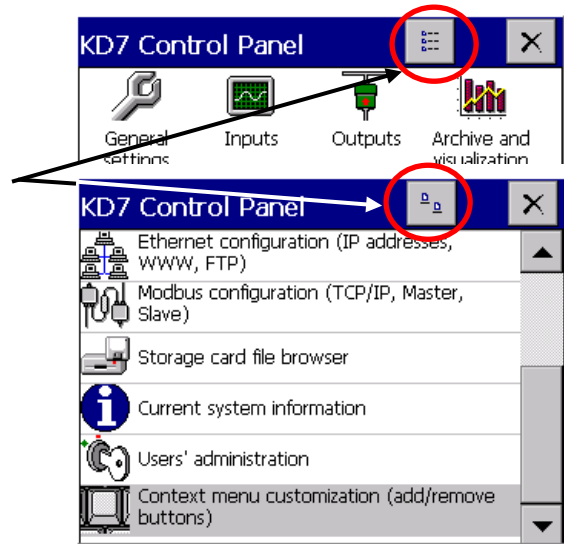 KD7 Control Panel
General Inputs Outputs Archive and
settings visualization
KD7 Control Panel
Ethernet configuration (IP addresses,
WWW, FTP)
Modbus configuration (TCP/IP, Master,
Slave)
Storage card file browser
Current system information
Users' administration
Context menu customization (add/remove
buttons)